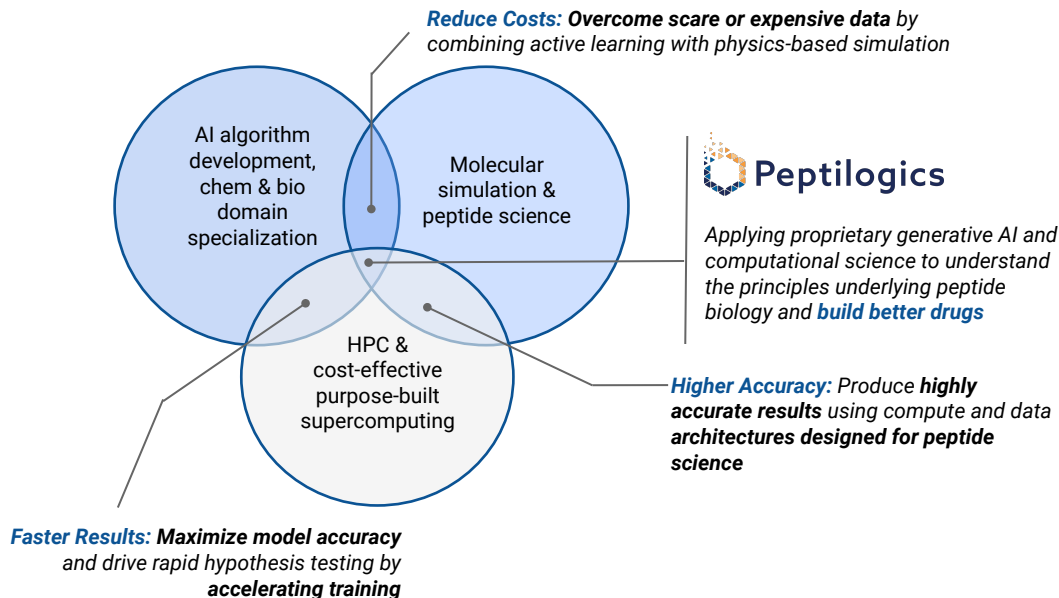 Reduce Costs: Overcome scare or expensive data by
combining active learning with physics-based simulation
AI algorithm
development,
chem & bio
domain
specialization
Molecular
simulation &
peptide science
Peptilogics
Applying proprietary generative AI and
computational science to understand
the principles underlying peptide
biology and build better drugs
HPC &
cost-effective
purpose-built
supercomputing
Higher Accuracy: Produce highly
accurate results using compute and data
architectures designed for peptide
science
Faster Results: Maximize model accuracy
and drive rapid hypothesis testing by
accelerating training